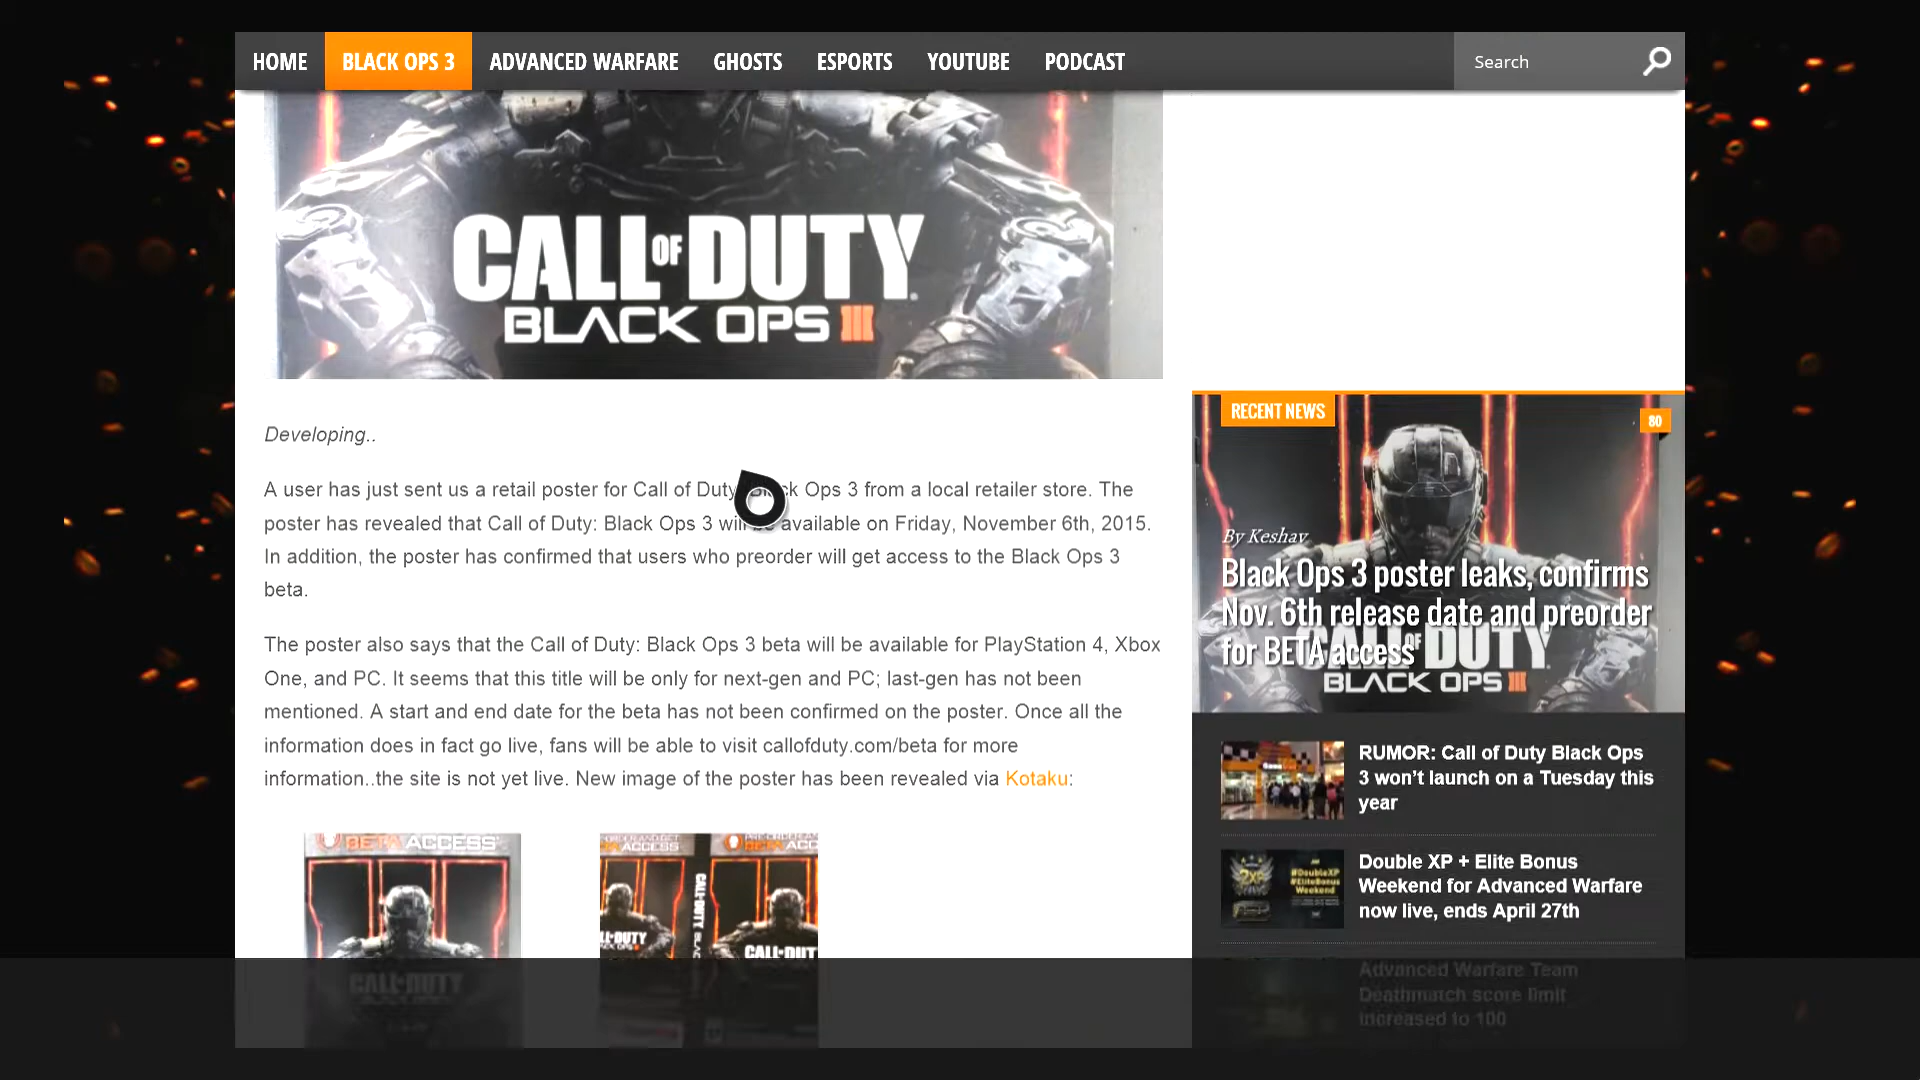 HOME BLACK OPS 3 ADVANCED WARFARE GHOSTS ESPORTS YOUTUBE PODCAST Search
CALL OF DUTY
BLACK OPS III
Developing..
A user has just sent us a retail poster for Call of Duty Ops 3 from a local retailer store. The
poster has revealed that Call of Duty: Black Ops 3 will be available on Friday, November 6th, 2015.
In addition, the poster has confirmed that users who preorder will get access to the Black Ops 3
beta.
The poster also says that the Call of Duty: Black Ops 3 beta will be available for PlayStation 4, Xbox
One, and PC. It seems that this title will be only for next-gen and PC; last-gen has not been
mentioned. A start and end date for the beta has not been confirmed on the poster. Once all the
information does in fact go live, fans will be able to visit callofduty.com/beta for more
information..the site is not yet live. New image of the poster has been revealed via Kotaku:
BETA ACCESS
CALL OF DUTY
ACCESS
CALL OF DUTY
RECENT NEWS
80
By Keshav
Black Ops 3 poster leaks, confirms
Nov. 6th release date and preorder
for BETA access
CALL OF DUTY
BLACK OPS III
RUMOR: Call of Duty Black Ops
3 won’t launch on a Tuesday this
year
Double XP + Elite Bonus
Weekend for Advanced Warfare
now live, ends April 27th
2XP
#DoubleXP
#EliteBonus
Weekend
Advanced Warfare Team
Deathmatch score limit
increased to 100